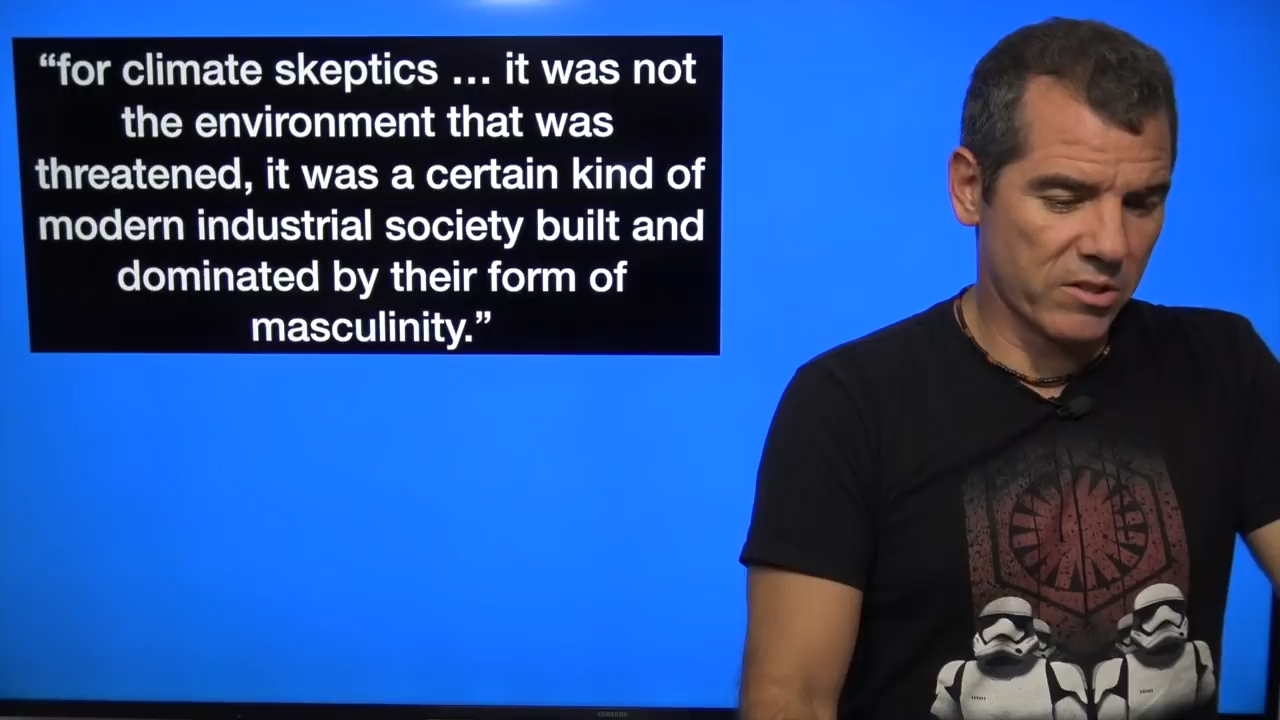 “for climate skeptics … it was not
the environment that was
threatened, it was a certain kind of
modern industrial society built and
dominated by their form of
masculinity.”
SAMSUNG